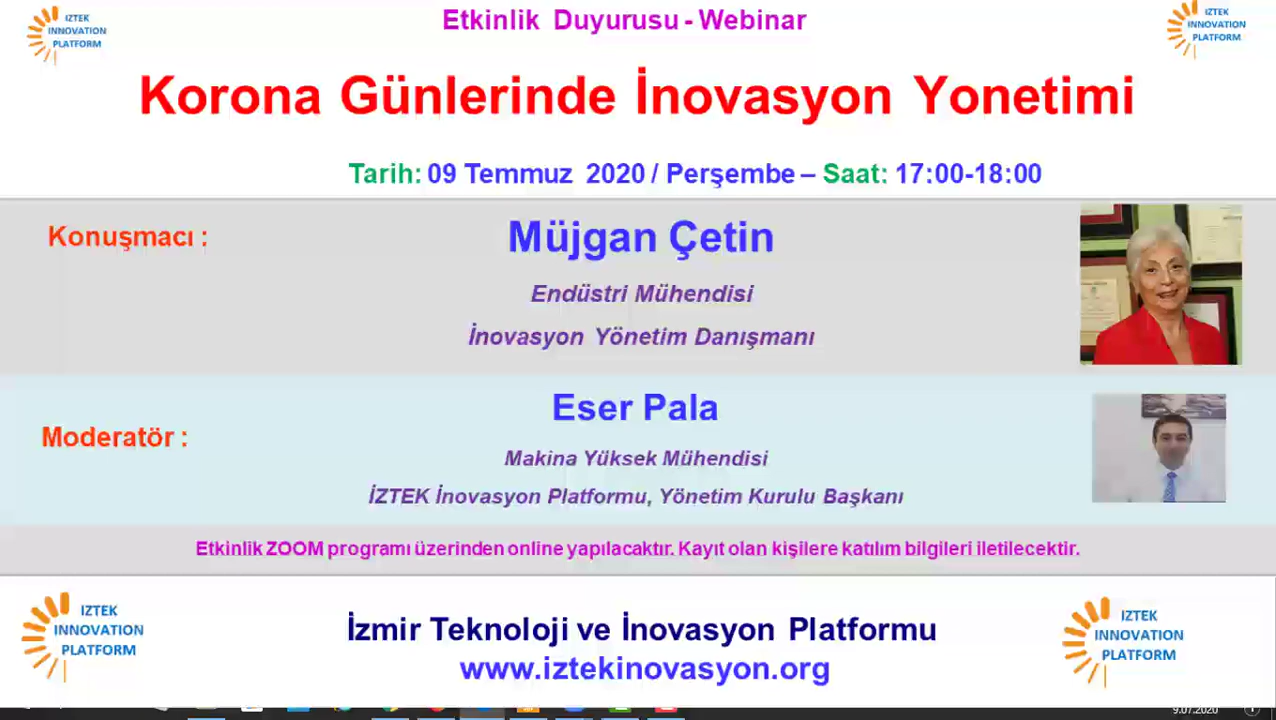 IZTEK
INNOVATION
PLATFORM
Etkinlik Duyurusu - Webinar
IZTEK
INNOVATION
PLATFORM
Korona Günlerinde İnovasyon Yonetimi
Tarih: 09 Temmuz 2020 / Perşembe – Saat: 17:00-18:00
Konuşmacı :
Müjgan Çetin
Endüstri Mühendisi
İnovasyon Yönetim Danışmanı
Moderatör :
Eser Pala
Makina Yüksek Mühendisi
İZTEK İnovasyon Platformu, Yönetim Kurulu Başkanı
Etkinlik ZOOM programı üzerinden online yapılacaktır. Kayıt olan kişilere katılım bilgileri iletilecektir.
IZTEK
INNOVATION
PLATFORM
İzmir Teknoloji ve İnovasyon Platformu
www.iztekinovasyon.org
IZTEK
INNOVATION
PLATFORM
9.07.2020